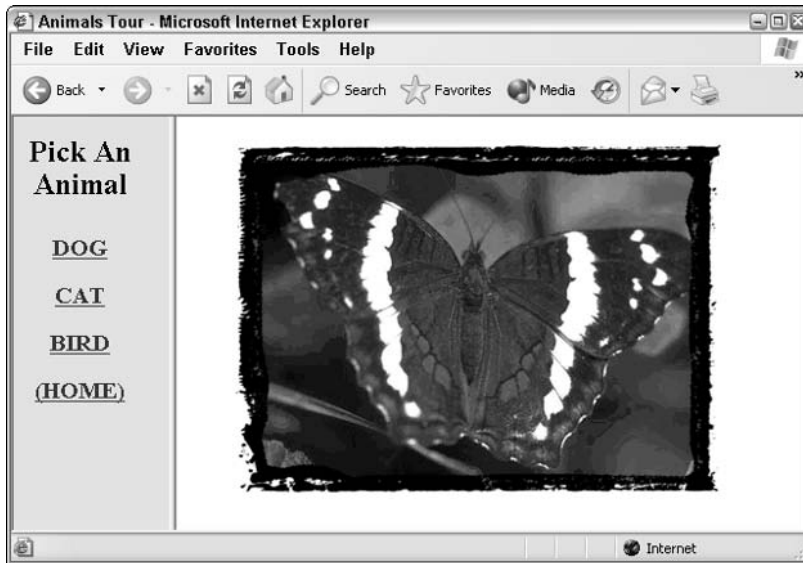 Animals Tour - Microsoft Internet Explorer
File Edit View Favorites Tools Help
Back Search Favorites Media »
Pick An
Animal
DOG
CAT
BIRD
(HOME)
Internet